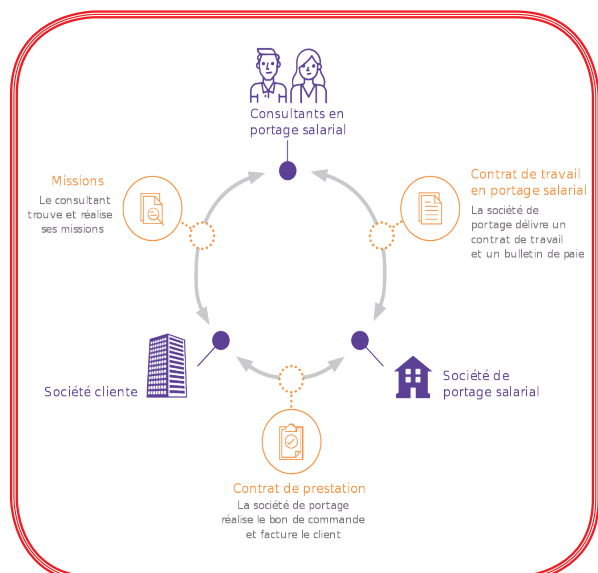 Consultants en
portage salarial
Missions
Le consultant
trouve et réalise
ses missions
Contrat de travail
en portage salarial
La société de
portage délivre un
contrat de travail
et un bulletin de paie
Société cliente
Société de
portage salarial
Contrat de prestation
La société de portage
réalise le bon de commande
et facture le client